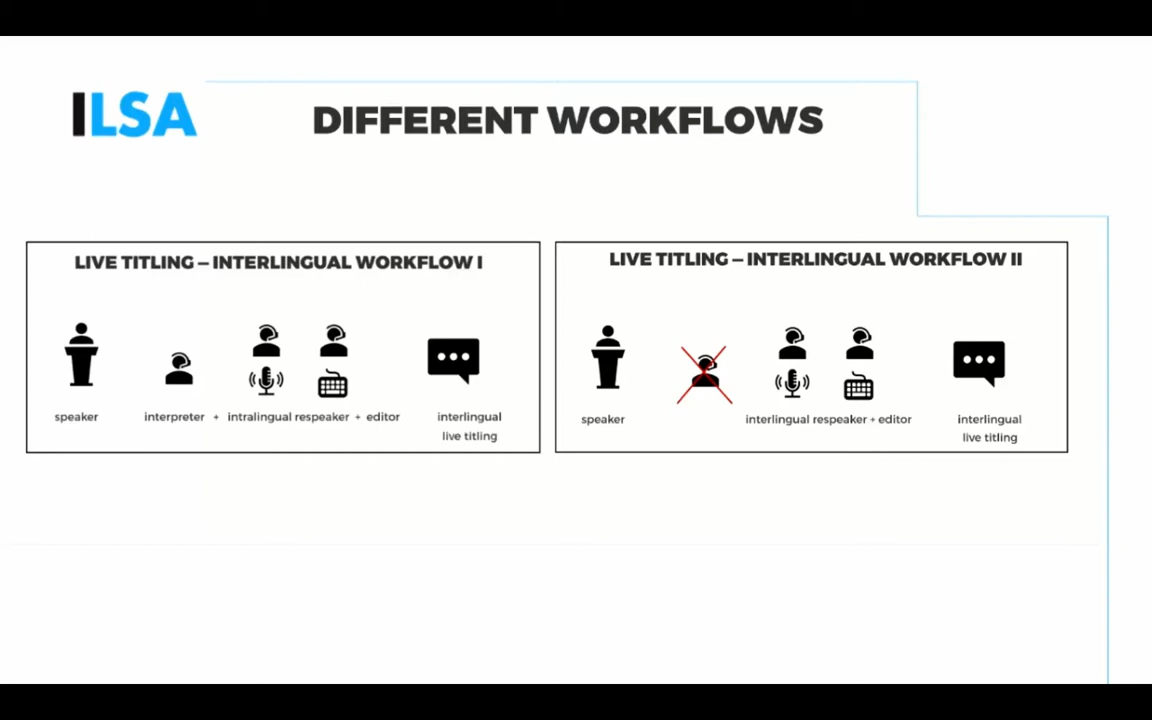 ILSA
DIFFERENT WORKFLOWS
LIVE TITLING – INTERLINGUAL WORKFLOW I
speaker
interpreter + intralingual respeaker + editor
interlingual
live titling
LIVE TITLING – INTERLINGUAL WORKFLOW II
speaker
interlingual respeaker + editor
interlingual
live titling